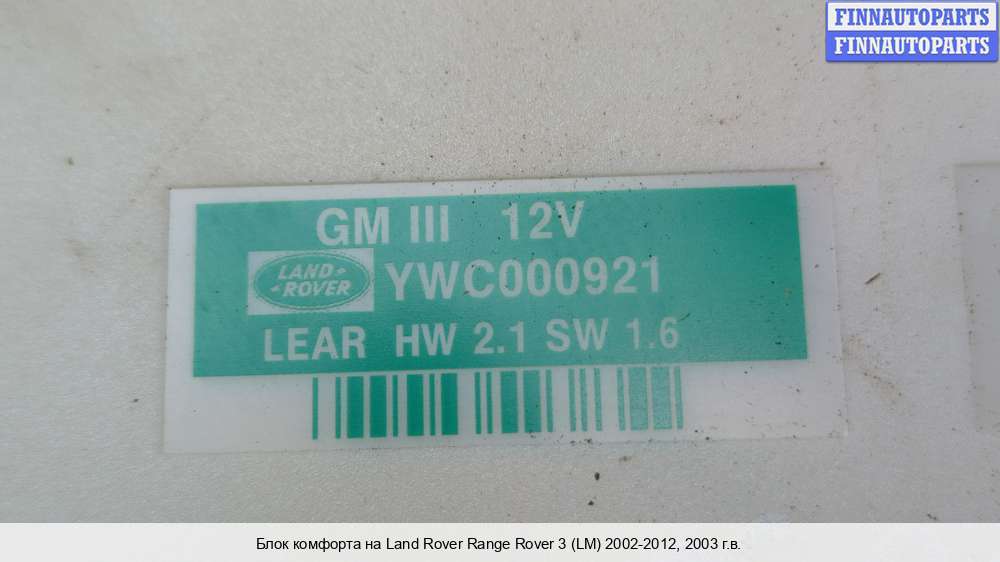 FINNAUTOPARTS
FINNAUTOPARTS
GM III 12V
LAND ROVER
YWC000921
LEAR HW 2.1 SW 1.6
Блок комфорта на Land Rover Range Rover 3 (LM) 2002-2012, 2003 г.в.